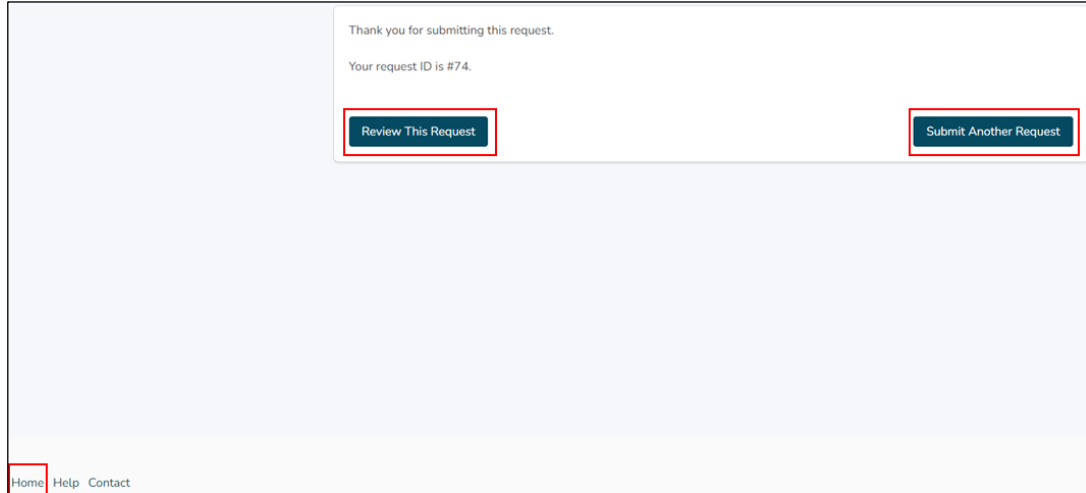 Thank you for submitting this request.
Your request ID is #74.
Review This Request
Submit Another Request
Home Help Contact